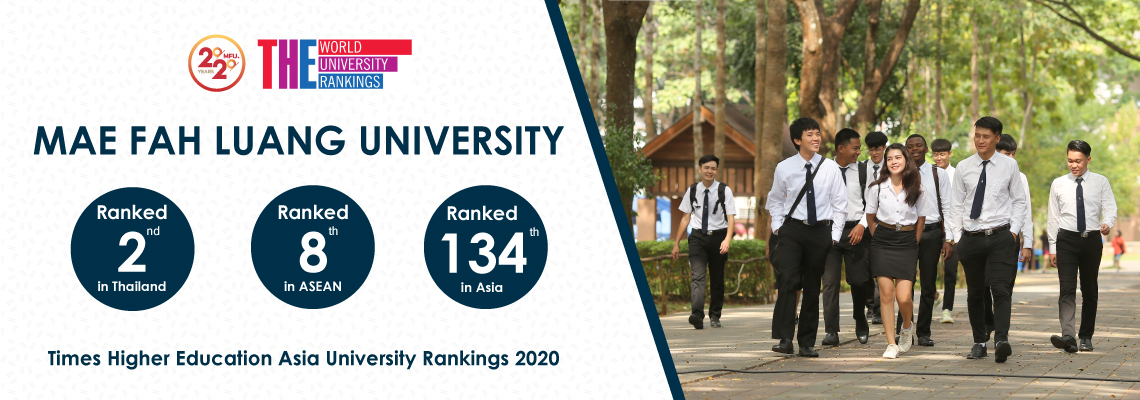 2020
MFU.
YEARS
THE
WORLD
UNIVERSITY
RANKINGS
MAE FAH LUANG UNIVERSITY
Ranked
2nd
in Thailand
Ranked
8th
in ASEAN
Ranked
134th
in Asia
Times Higher Education Asia University Rankings 2020